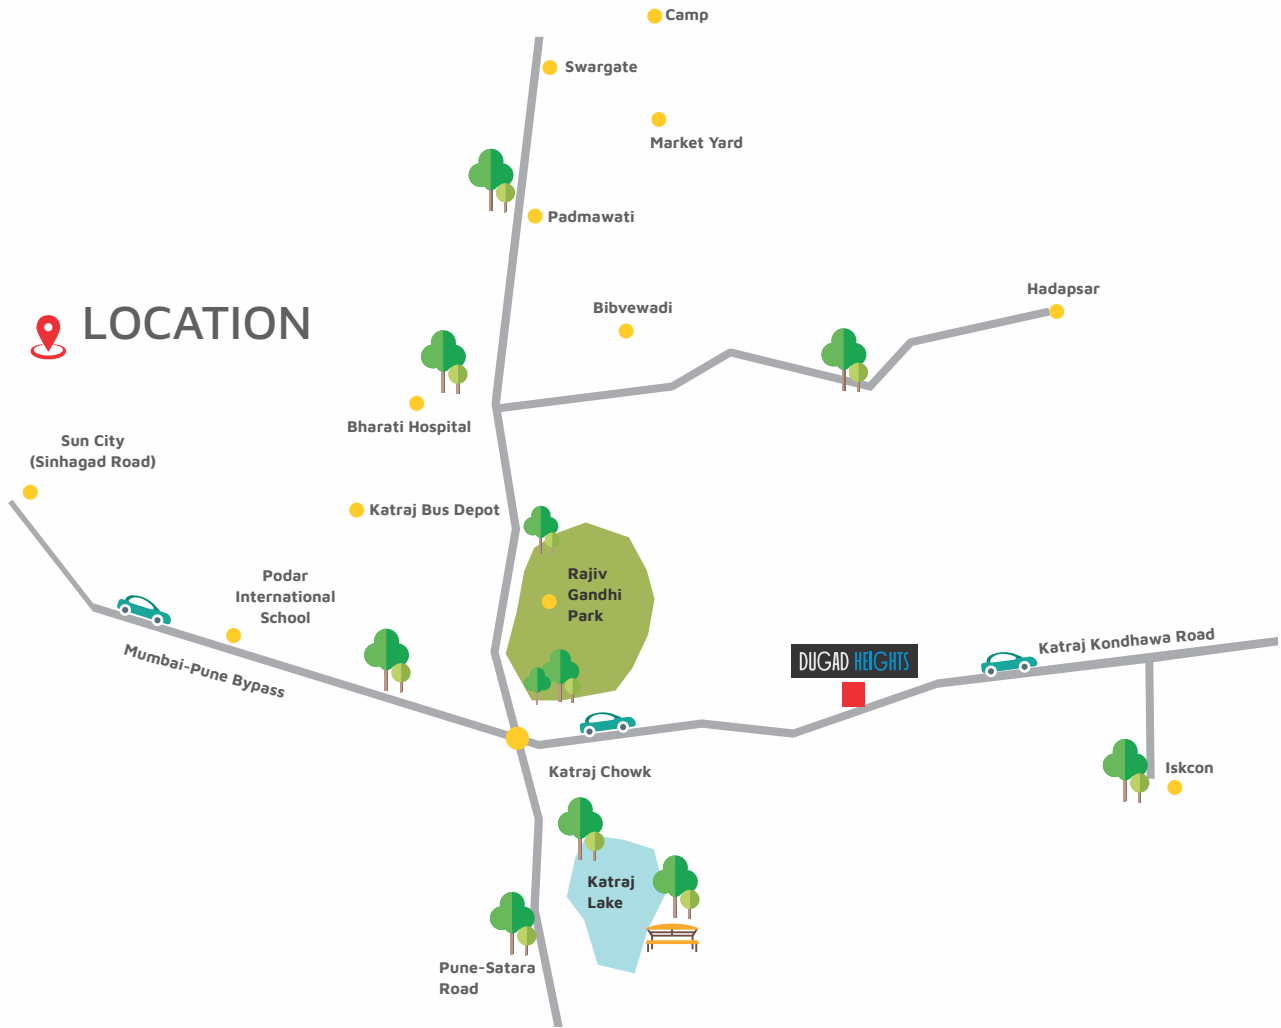 Camp
Swargate
Market Yard
Padmawati
Hadapsar
Bibvewadi
LOCATION
Bharati Hospital
Sun City
(Sinhagad Road)
Katraj Bus Depot
Podar
International
School
Rajiv
Gandhi
Park
Mumbai-Pune Bypass
Katraj Kondhawa Road
DUGAD HEIGHTS
Katraj Chowk
Iskcon
Katraj
Lake
Pune-Satara
Road